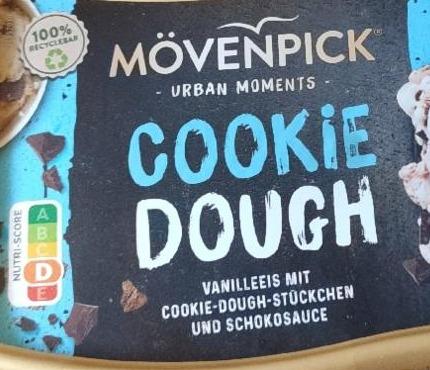 100%
RECYCLEBAR
MÖVENPICK®
- URBAN MOMENTS -
COOKiE
DOUGH
NUTRI-SCORE
A
B
C
D
E
VANILLEEIS MIT
COOKIE-DOUGH-STÜCKCHEN
UND SCHOKOSAUCE